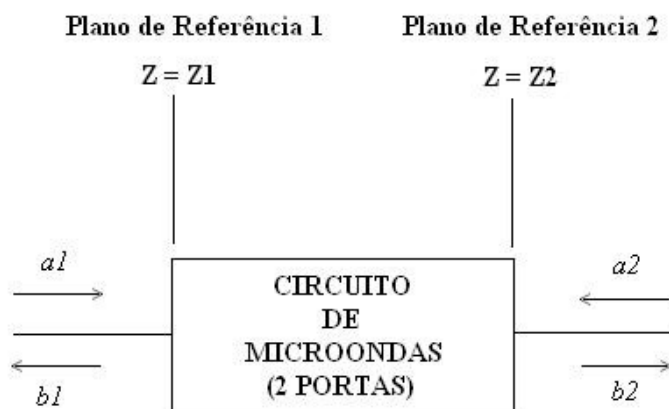 Plano de Referência 1 Plano de Referência 2
Z = Z1 Z = Z2
a1 a2
CIRCUITO
DE
MICROONDAS
(2 PORTAS)
b1 b2